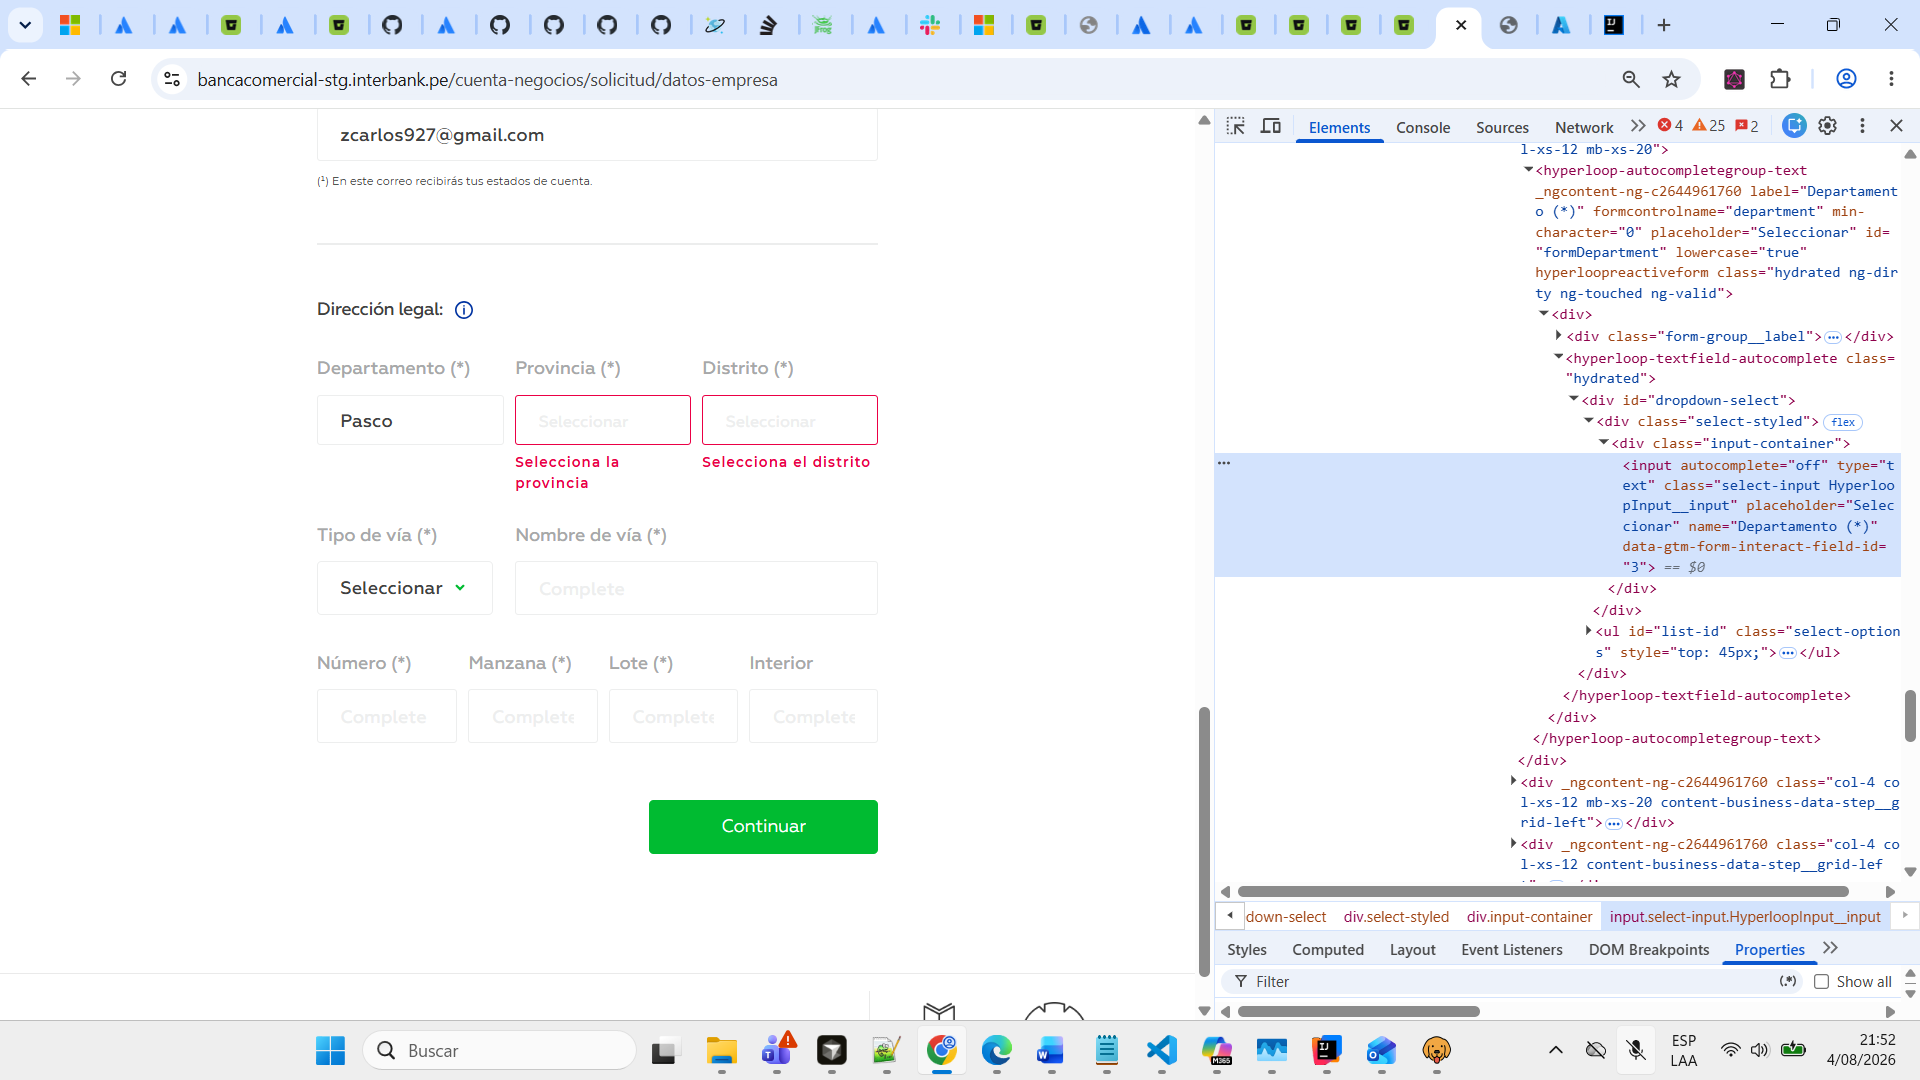 bancacomercial-stg.interbank.pe/cuenta-negocios/solicitud/datos-empresa
zcarlos927@gmail.com
(¹) En este correo recibirás tus estados de cuenta.
Dirección legal:
Departamento (*) Provincia (*) Distrito (*)
Pasco Seleccionar Seleccionar
Selecciona la provincia Selecciona el distrito
Tipo de vía (*) Nombre de vía (*)
Seleccionar Complete
Número (*) Manzana (*) Lote (*) Interior
Complete Complete Complete Complete
Continuar
Elements Console Sources Network 4 25 2
l-xs-12 mb-xs-20">
<hyperloop-autocompletegroup-text
_ngcontent-ng-c2644961760 label="Departament
o (*)" formcontrolname="department" min-
character="0" placeholder="Seleccionar" id=
"formDepartment" lowercase="true"
hyperloopreactiveform class="hydrated ng-dir
ty ng-touched ng-valid">
<div>
<div class="form-group__label">…</div>
<hyperloop-textfield-autocomplete class=
"hydrated">
<div id="dropdown-select">
<div class="select-styled"> flex
<div class="input-container">
<input autocomplete="off" type="t
ext" class="select-input Hyperloo
pInput__input" placeholder="Selec
cionar" name="Departamento (*)"
data-gtm-form-interact-field-id=
"3"> == $0
</div>
</div>
<ul id="list-id" class="select-option
s" style="top: 45px;">…</ul>
</div>
</hyperloop-textfield-autocomplete>
</div>
</hyperloop-autocompletegroup-text>
</div>
<div _ngcontent-ng-c2644961760 class="col-4 co
l-xs-12 mb-xs-20 content-business-data-step__g
rid-left">…</div>
<div _ngcontent-ng-c2644961760 class="col-4 co
l-xs-12 content-business-data-step__grid-lef
down-select div.select-styled div.input-container input.select-input.HyperloopInput__input
Styles Computed Layout Event Listeners DOM Breakpoints Properties
Filter (.*) Show all
Buscar
ESP
LAA
21:52
4/08/2026